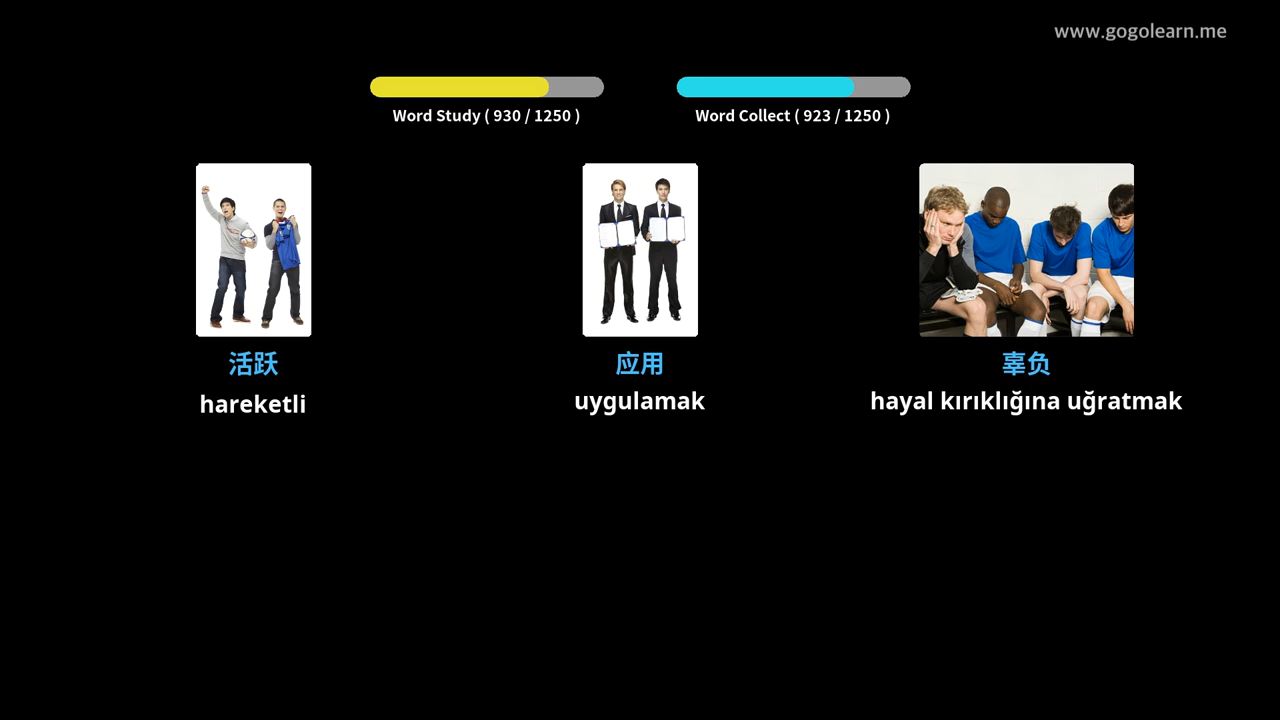 www.gogolearn.me
Word Study ( 930 / 1250 )
Word Collect ( 923 / 1250 )
活跃
hareketli
应用
uygulamak
辜负
hayal kırıklığına uğratmak